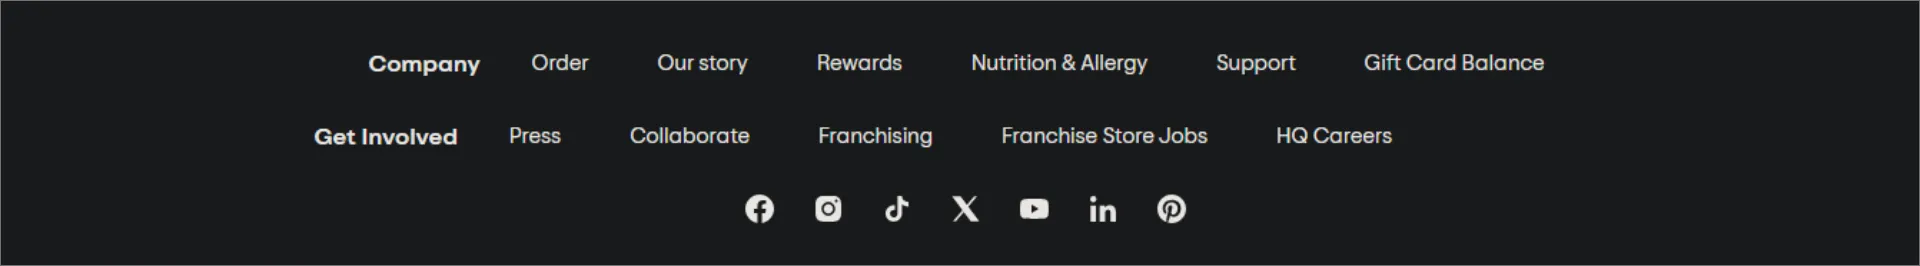 Company Order Our story Rewards Nutrition & Allergy Support Gift Card Balance
Get Involved Press Collaborate Franchising Franchise Store Jobs HQ Careers